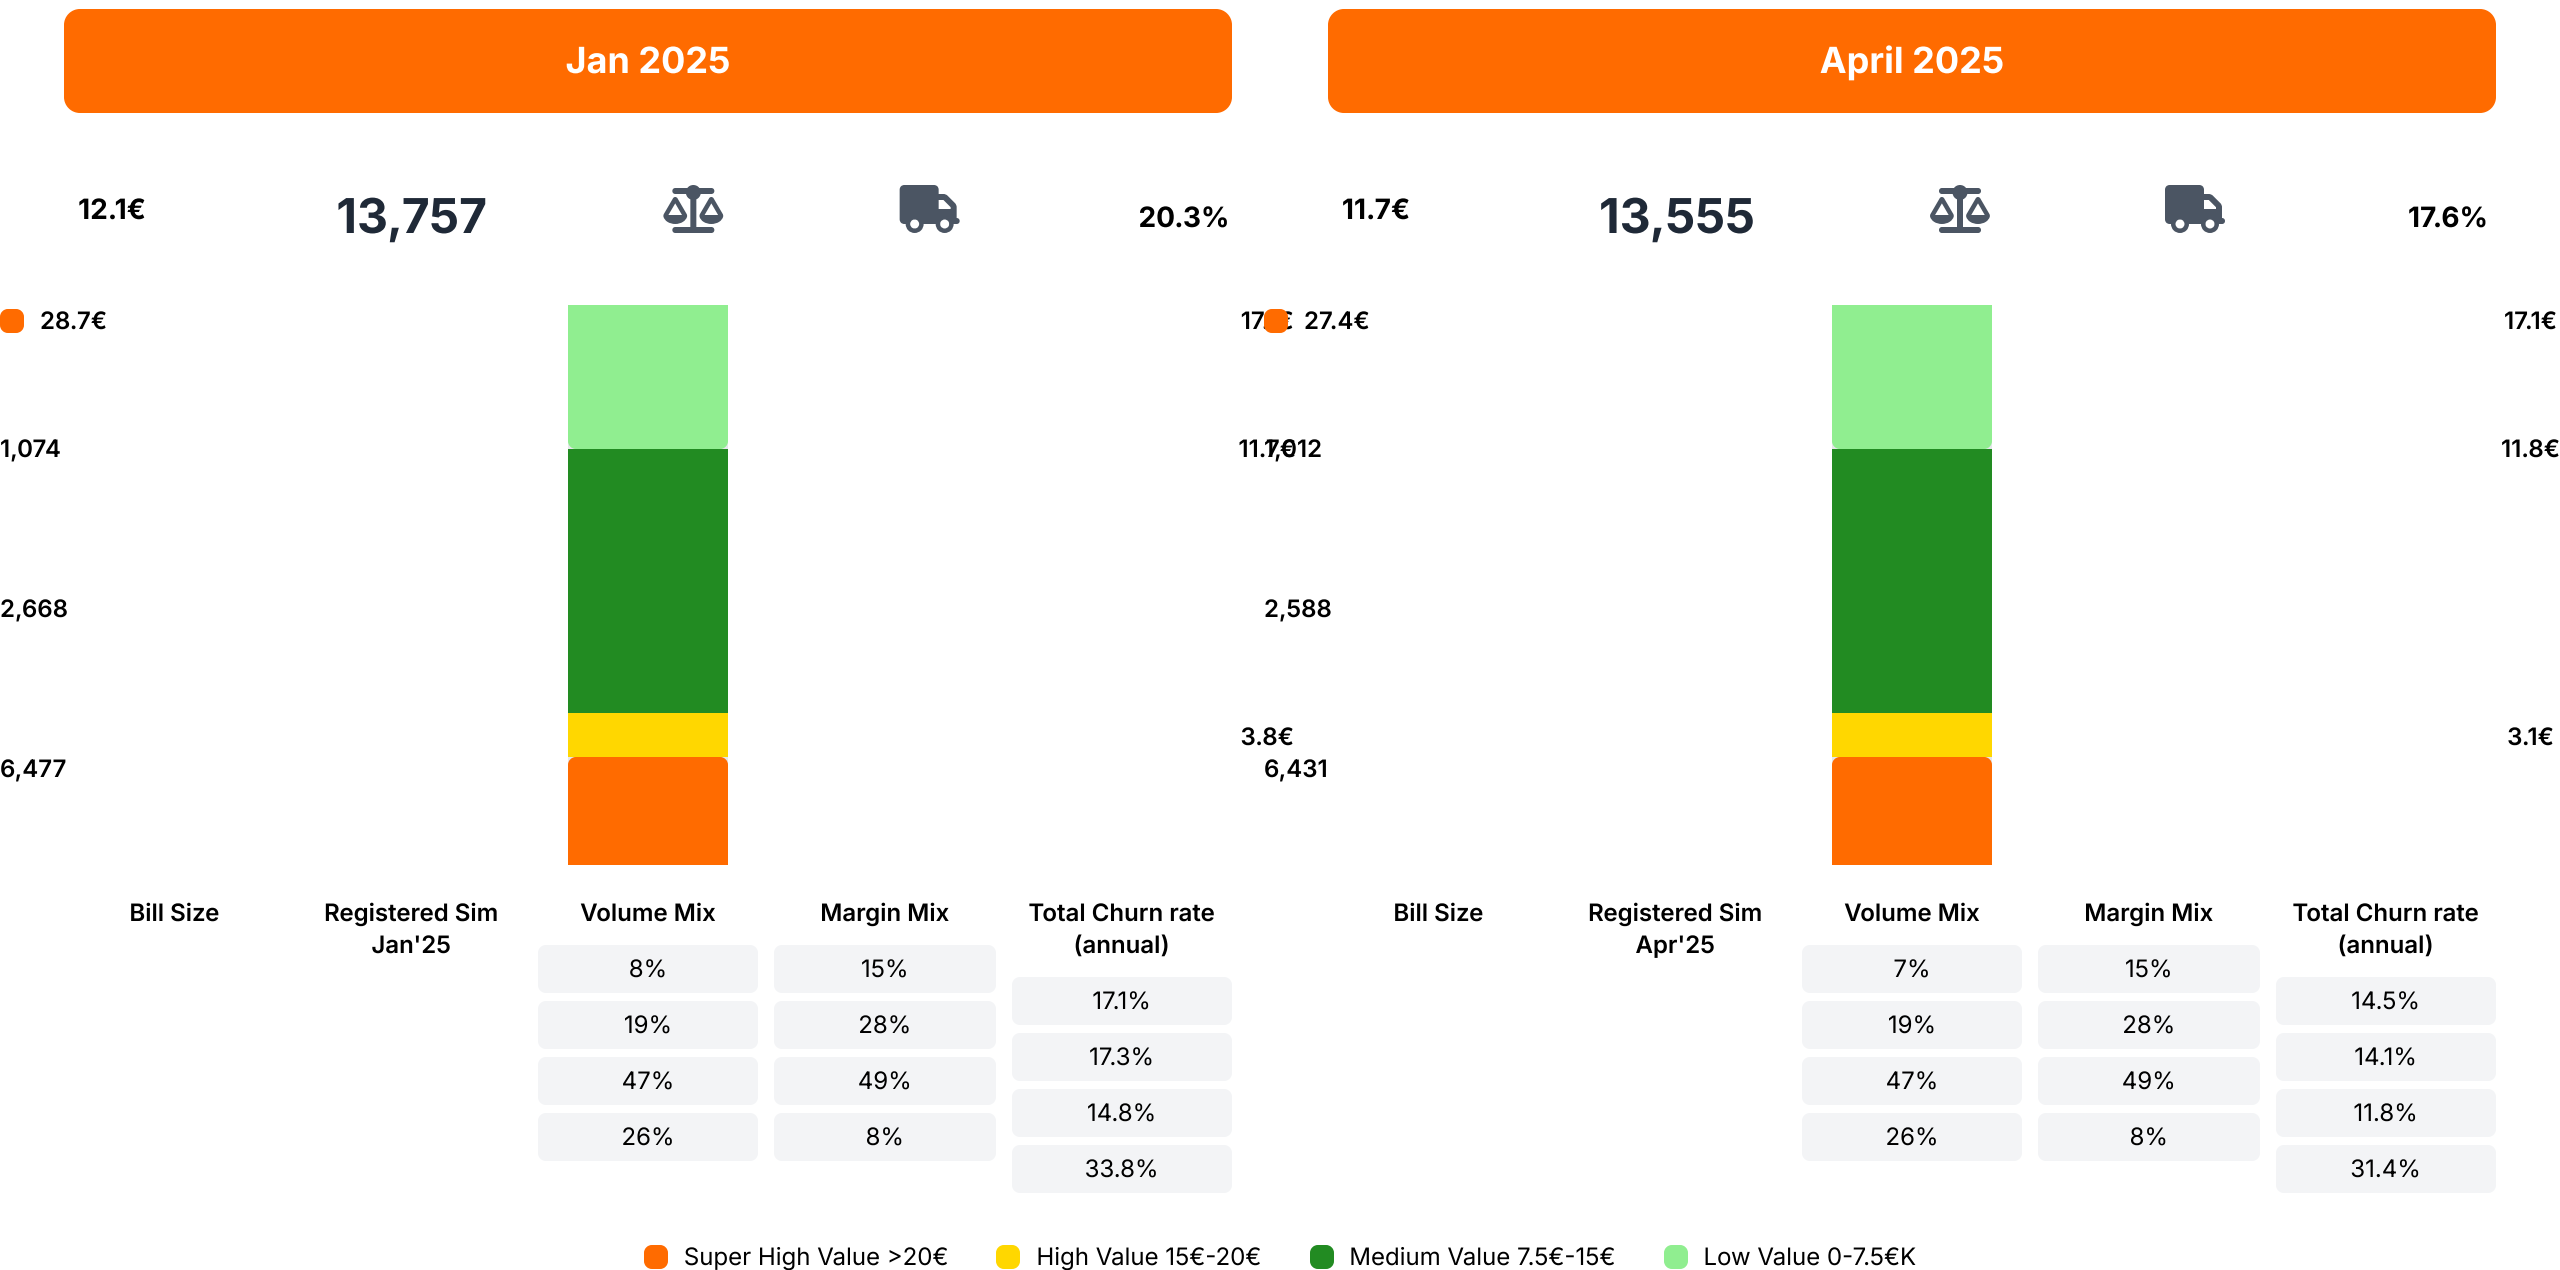 Jan 2025
12.1€
13,757
20.3%
28.7€
1,074
2,668
6,477
3.8€
Bill Size
Registered Sim
Jan'25
Volume Mix
8%
19%
47%
26%
Margin Mix
15%
28%
49%
8%
Total Churn rate
(annual)
17.1%
17.3%
14.8%
33.8%
April 2025
11.7€
13,555
17.6%
27.4€
2,588
6,431
17.1€
11.8€
3.1€
Bill Size
Registered Sim
Apr'25
Volume Mix
7%
19%
47%
26%
Margin Mix
15%
28%
49%
8%
Total Churn rate
(annual)
14.5%
14.1%
11.8%
31.4%
Super High Value >20€
High Value 15€-20€
Medium Value 7.5€-15€
Low Value 0-7.5€K